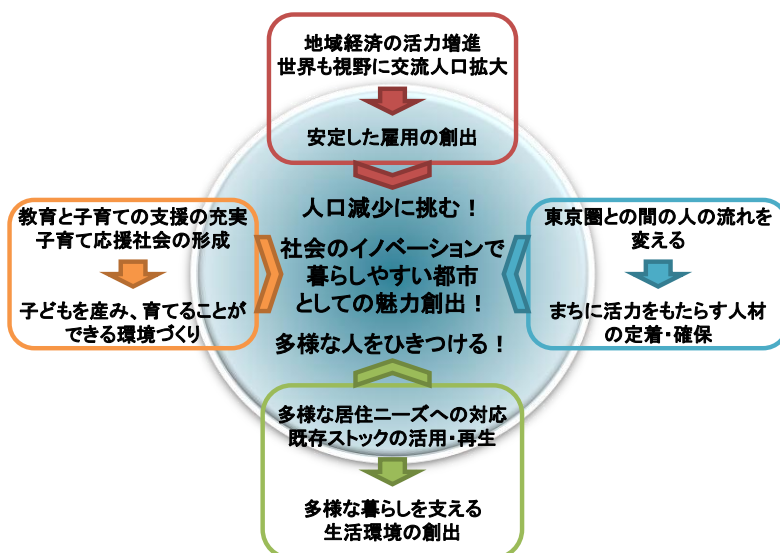 地域経済の活力増進
世界も視野に交流人口拡大
安定した雇用の創出
人口減少に挑む！
教育と子育ての支援の充実
子育て応援社会の形成
子どもを産み、育てることが
できる環境づくり
社会のイノベーションで
暮らしやすい都市
としての魅力創出！
東京圏との間の人の流れを
変える
まちに活力をもたらす人材
の定着・確保
多様な人をひきつける！
多様な居住ニーズへの対応
既存ストックの活用・再生
多様な暮らしを支える
生活環境の創出